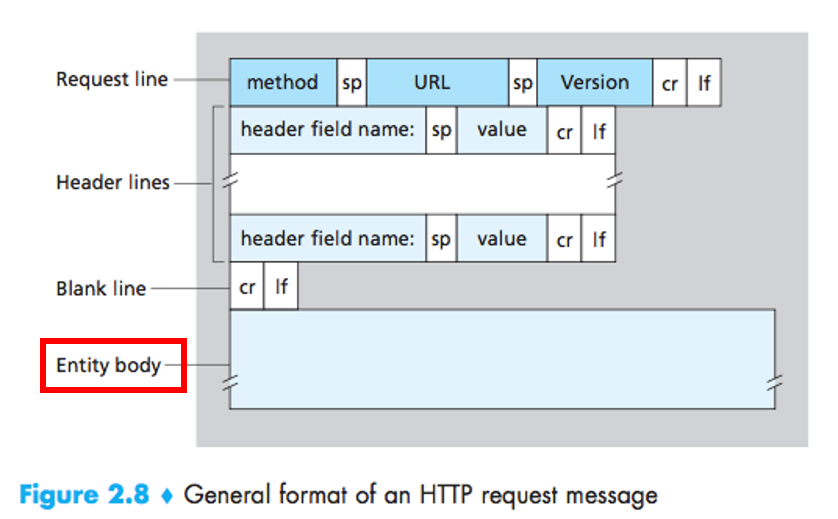 Request line method sp URL sp Version cr lf
header field name: sp value cr lf
Header lines
header field name: sp value cr lf
Blank line cr lf
Entity body
Figure 2.8 ♦ General format of an HTTP request message